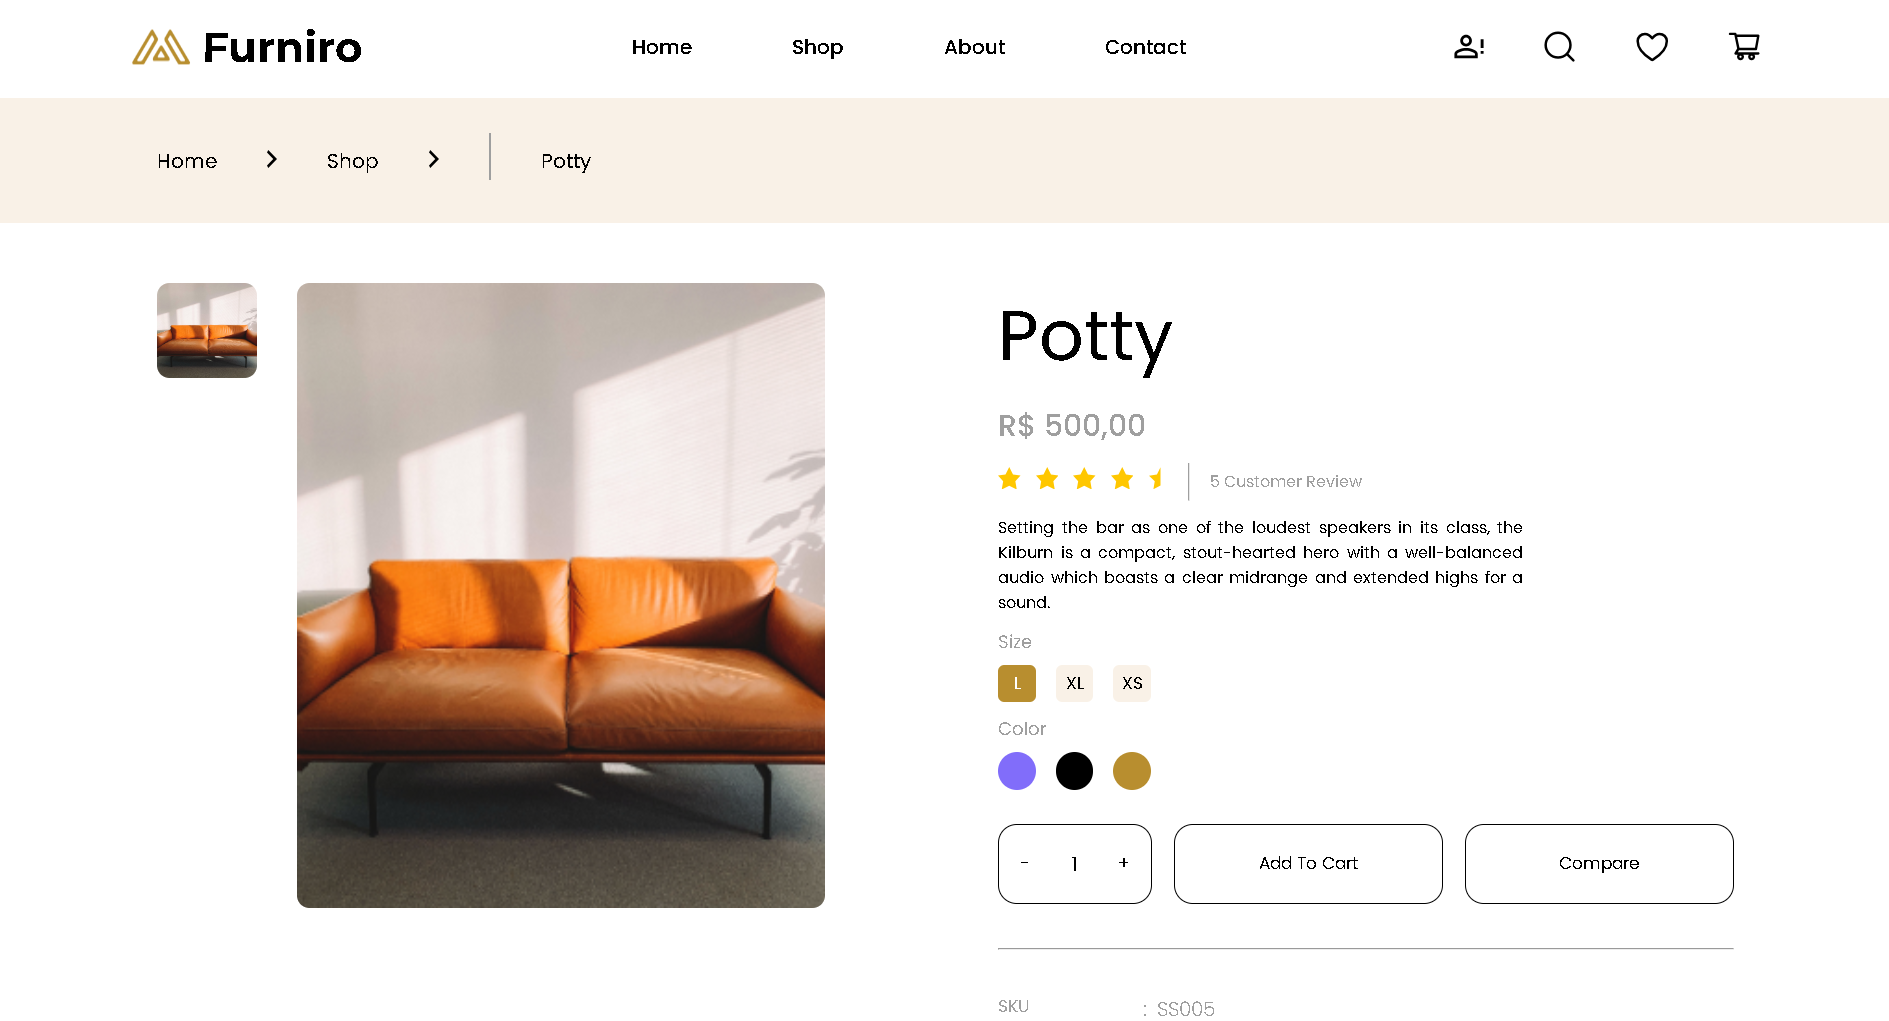 Furniro
Home Shop About Contact
Home Shop Potty
Potty
R$ 500,00
5 Customer Review
Setting the bar as one of the loudest speakers in its class, the
Kilburn is a compact, stout-hearted hero with a well-balanced
audio which boasts a clear midrange and extended highs for a
sound.
Size
L XL XS
Color
- 1 +
Add To Cart
Compare
SKU : SS005